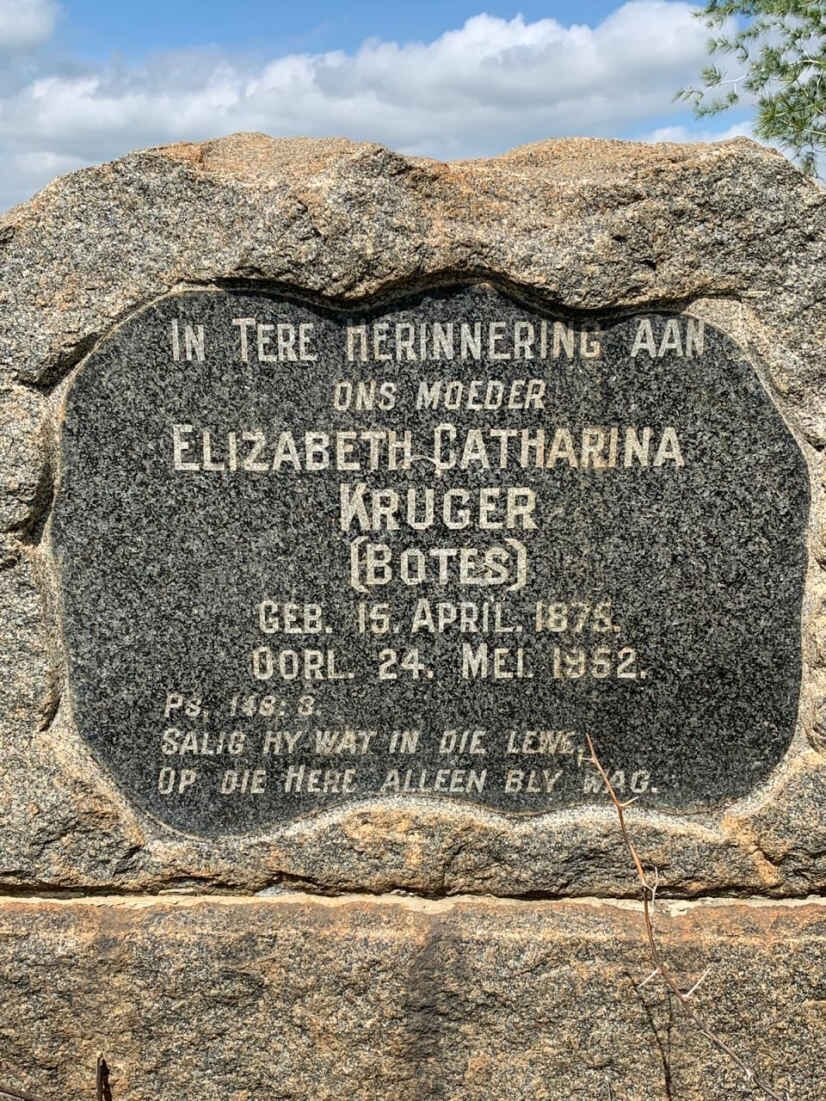 IN TERE HERINNERING AAN
ONS MOEDER
ELIZABETH CATHARINA
KRUGER
(BOTES)
GEB. 15. APRIL. 1875.
OORL. 24. MEI. 1952.
PS. 146: 3.
SALIG HY WAT IN DIE LEWE,
OP DIE HERE ALLEEN BLY WAG.